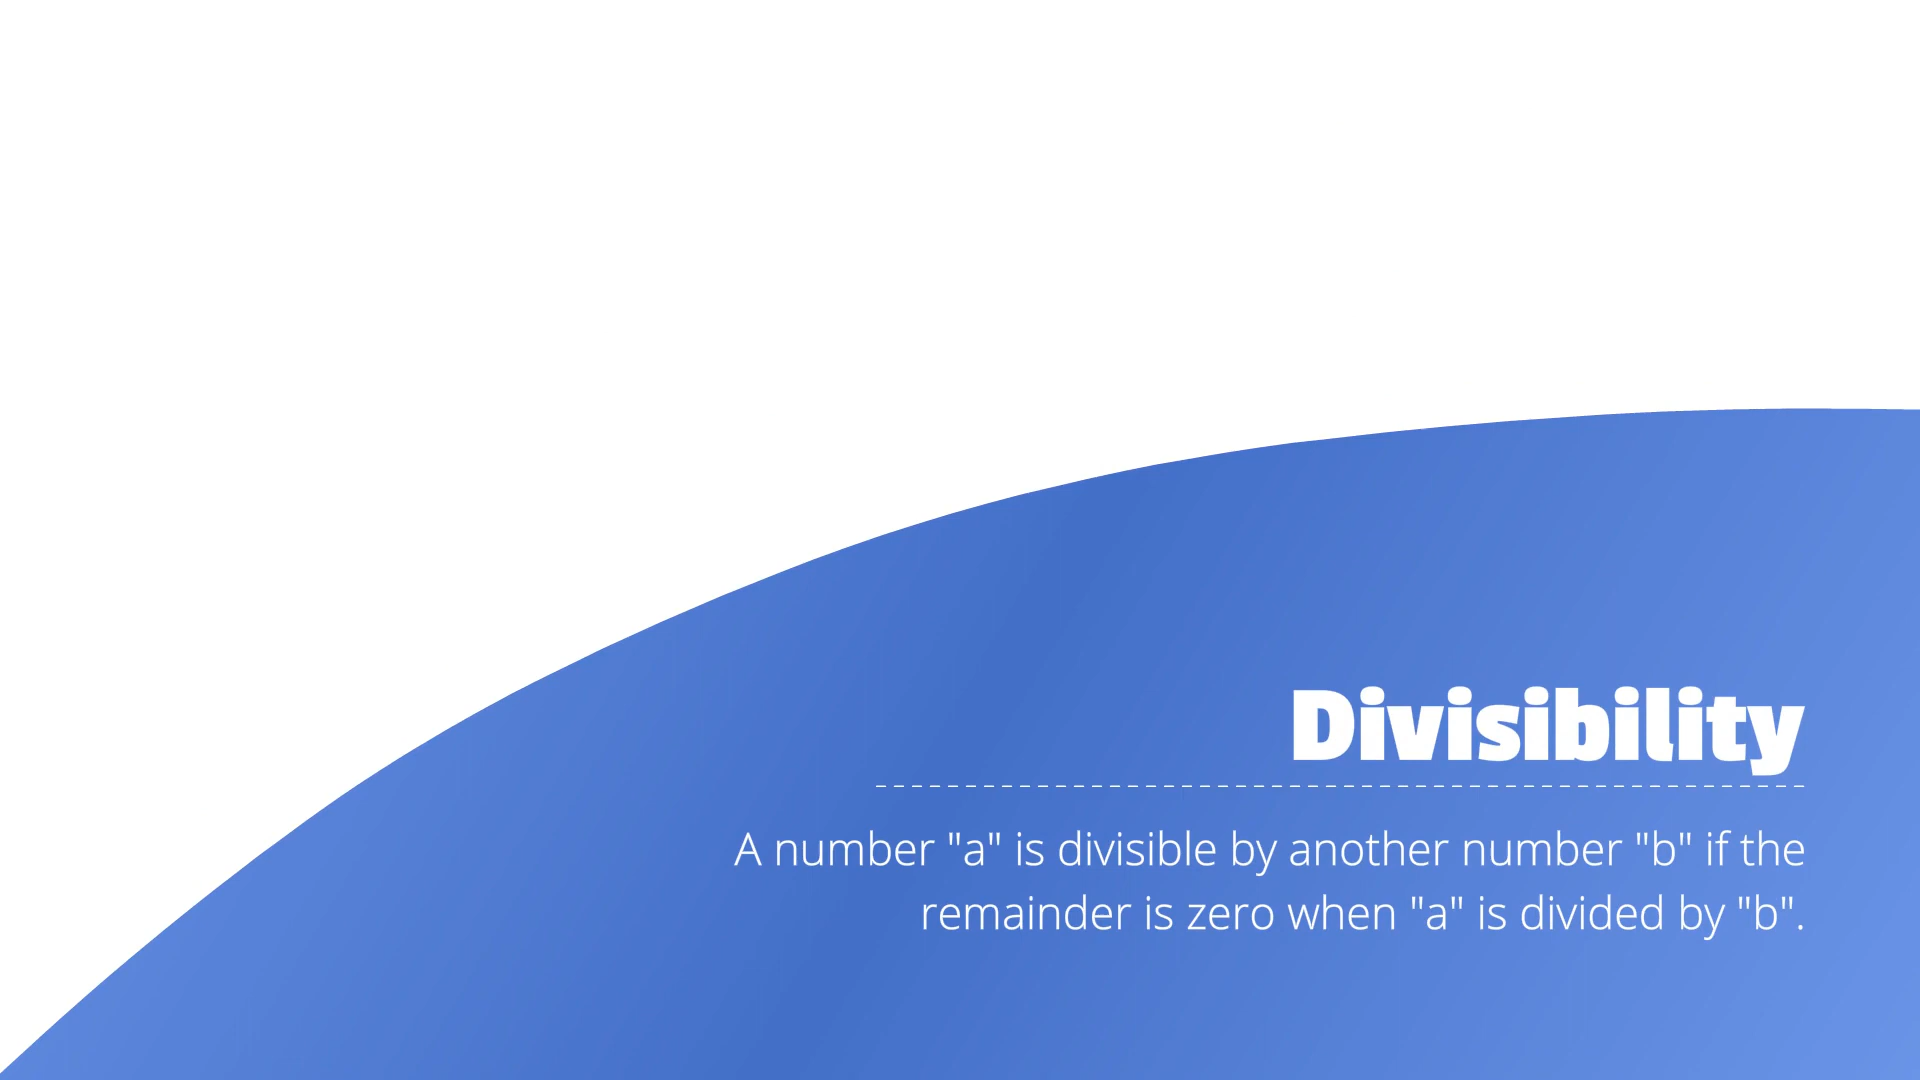 Divisibility
A number "a" is divisible by another number "b" if the
remainder is zero when "a" is divided by "b".